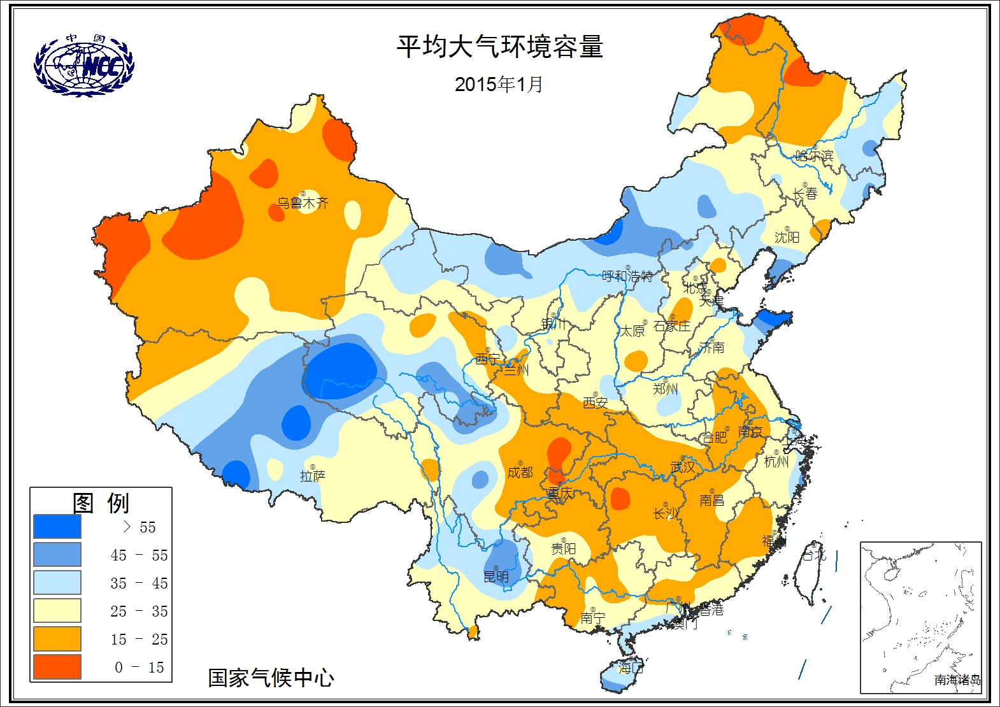 中国
NCC
平均大气环境容量
2015年1月
哈尔滨
长春
乌鲁木齐
沈阳
呼和浩特
北京
天津
银川
太原
石家庄
济南
西宁
兰州
郑州
西安
合肥
南京
上海
杭州
拉萨
成都
武汉
重庆
南昌
长沙
福州
贵阳
台北
昆明
广州
香港
南宁
澳门
海口
图 例
> 55
45 - 55
35 - 45
25 - 35
15 - 25
0 - 15
国家气候中心
南海诸岛